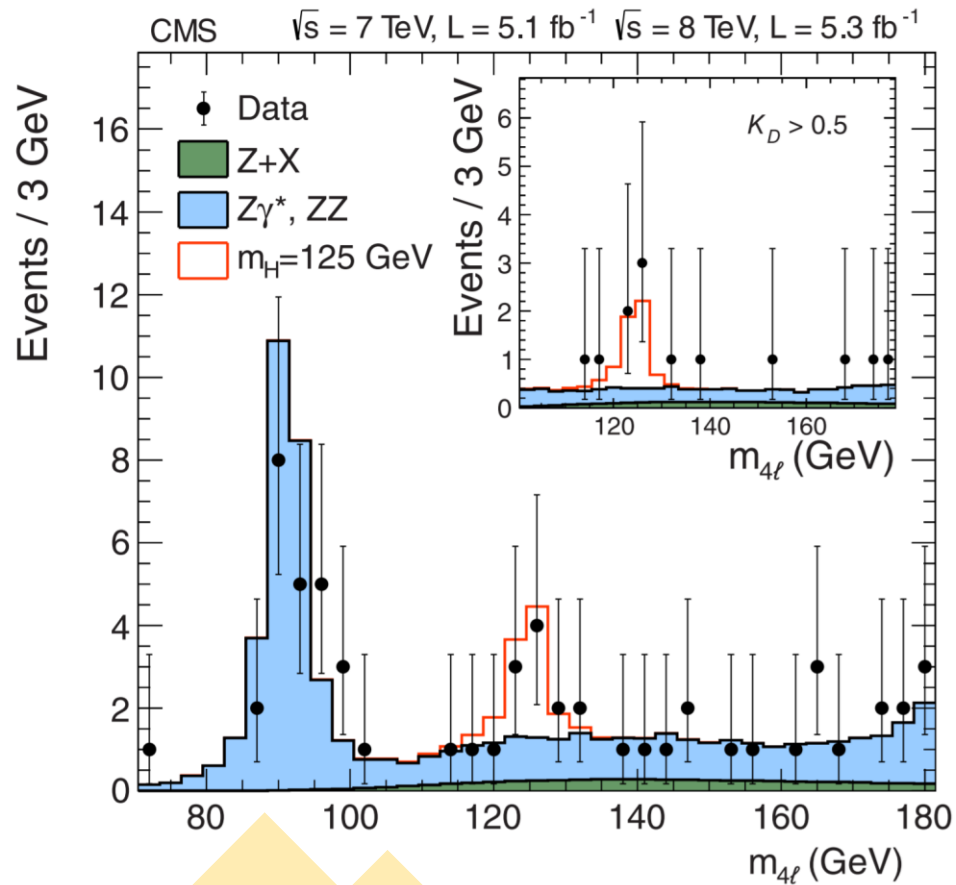 CMS √s = 7 TeV, L = 5.1 fb⁻¹ √s = 8 TeV, L = 5.3 fb⁻¹
Events / 3 GeV
16
14
12
10
8
6
4
2
0
Data
Z+X
Zγ*, ZZ
m_H=125 GeV
80 100 120 140 160 180
m_4ℓ (GeV)
Events / 3 GeV
6
5
4
3
2
1
0
K_D > 0.5
120 140 160
m_4ℓ (GeV)